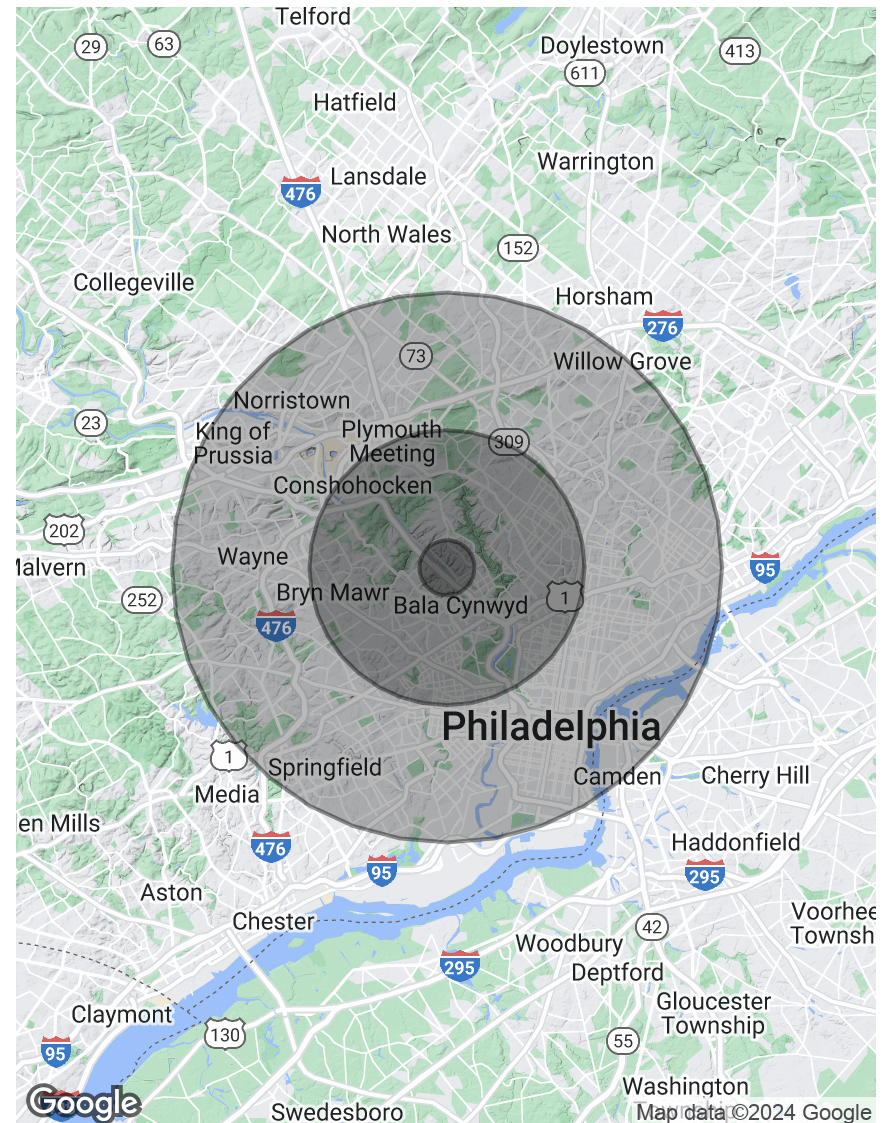 Telford
29
63
Doylestown
413
611
Hatfield
Warrington
Lansdale
476
North Wales
152
Collegeville
Horsham
276
73
Willow Grove
Norristown
23
King of
Prussia
Plymouth
Meeting
309
Conshohocken
202
Malvern
Wayne
95
252
Bryn Mawr
1
Bala Cynwyd
476
Philadelphia
1
Springfield
Camden
Cherry Hill
Media
en Mills
476
Haddonfield
95
295
Aston
Voorhee
Townsh
Chester
42
Woodbury
295
Deptford
Gloucester
Township
Claymont
130
55
95
Washington
Google
Swedesboro
Map data ©2024 Google